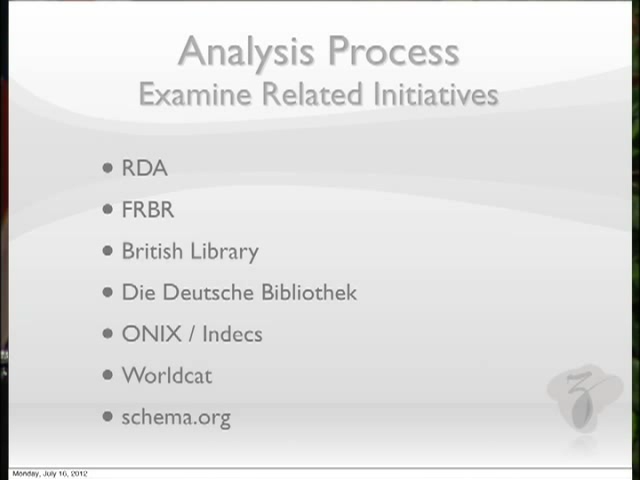 Analysis Process
Examine Related Initiatives
• RDA
• FRBR
• British Library
• Die Deutsche Bibliothek
• ONIX / Indecs
• Worldcat
• schema.org
Monday, July 16, 2012